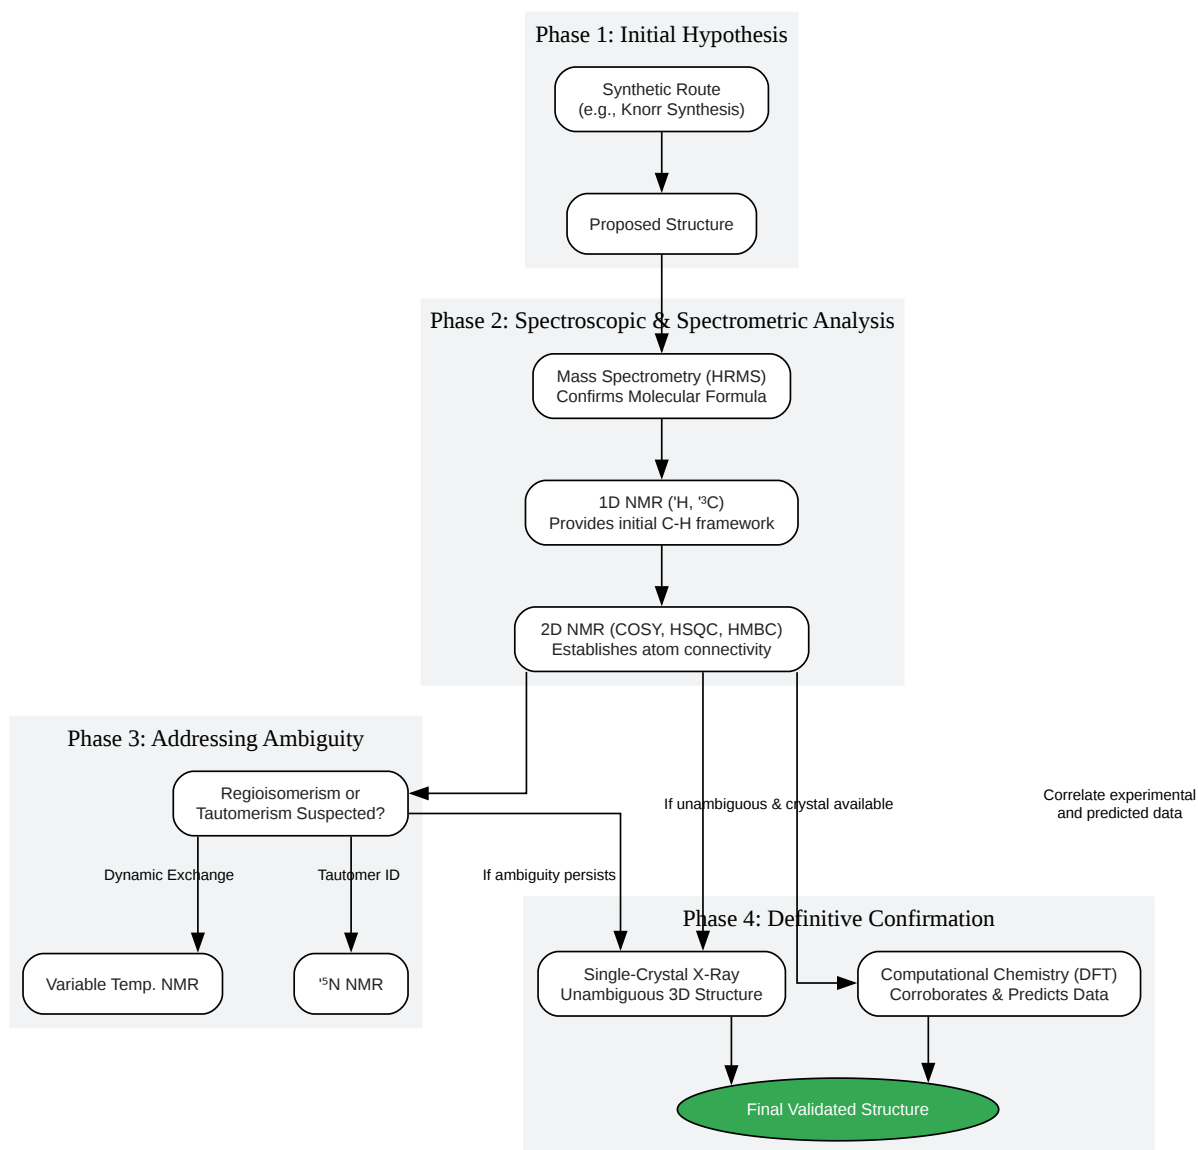 Phase 1: Initial Hypothesis
Synthetic Route
(e.g., Knorr Synthesis)
Proposed Structure
Phase 2: Spectroscopic & Spectrometric Analysis
Mass Spectrometry (HRMS)
Confirms Molecular Formula
1D NMR ('H, '³C)
Provides initial C-H framework
2D NMR (COSY, HSQC, HMBC)
Establishes atom connectivity
Phase 3: Addressing Ambiguity
Regioisomerism or
Tautomerism Suspected?
Dynamic Exchange
Tautomer ID
Variable Temp. NMR
'⁵N NMR
If ambiguity persists
If unambiguous & crystal available
Correlate experimental
and predicted data
Phase 4: Definitive Confirmation
Single-Crystal X-Ray
Unambiguous 3D Structure
Computational Chemistry (DFT)
Corroborates & Predicts Data
Final Validated Structure